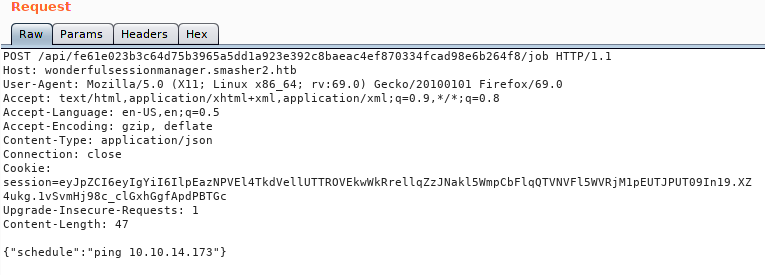 Request
Raw Params Headers Hex
POST /api/fe61e023b3c64d75b3965a5dd1a923e392c8baeac4ef870334fcad98e6b264f8/job HTTP/1.1
Host: wonderfulsessionmanager.smasher2.htb
User-Agent: Mozilla/5.0 (X11; Linux x86_64; rv:69.0) Gecko/20100101 Firefox/69.0
Accept: text/html,application/xhtml+xml,application/xml;q=0.9,*/*;q=0.8
Accept-Language: en-US,en;q=0.5
Accept-Encoding: gzip, deflate
Content-Type: application/json
Connection: close
Cookie:
session=eyJpZCI6eyIgYiI6IlpEazNPVEl4TkdVellUTTROVEkwWkRrellqZzJNakl5WmpCbFlqQTVNVFl5WVRjM1pEUTJPUT09In19.XZ
4ukg.1vSvmHj98c_clGxhGgfApdPBTGc
Upgrade-Insecure-Requests: 1
Content-Length: 47
{"schedule":"ping 10.10.14.173"}